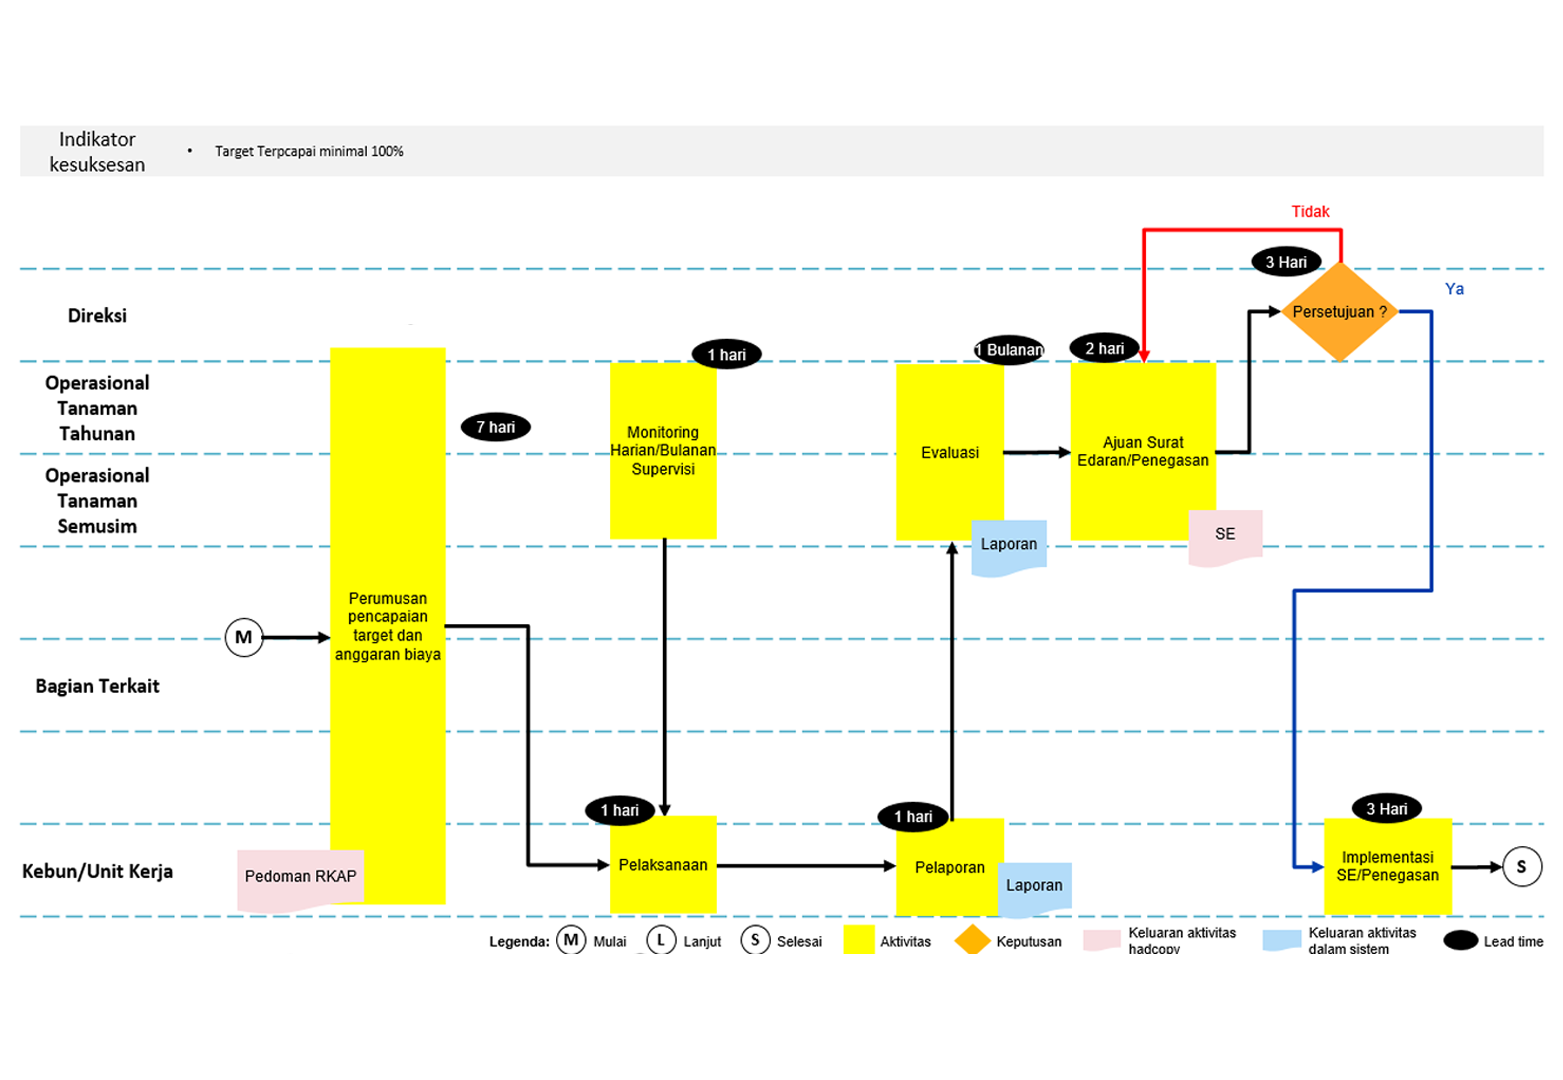 Indikator
kesuksesan
• Target Terpcapai minimal 100%
Tidak
3 Hari
Ya
Direksi
Persetujuan ?
1 hari
1 Bulanan
2 hari
Operasional
Tanaman
Tahunan
7 hari
Monitoring
Harian/Bulanan
Supervisi
Evaluasi
Ajuan Surat
Edaran/Penegasan
Operasional
Tanaman
Semusim
Laporan
SE
Perumusan
pencapaian
target dan
anggaran biaya
M
Bagian Terkait
1 hari
1 hari
3 Hari
Kebun/Unit Kerja
Pedoman RKAP
Pelaksanaan
Pelaporan
Laporan
Implementasi
SE/Penegasan
S
Legenda: M Mulai L Lanjut S Selesai Aktivitas Keputusan
Keluaran aktivitas
hadcopy
Keluaran aktivitas
dalam sistem
Lead time